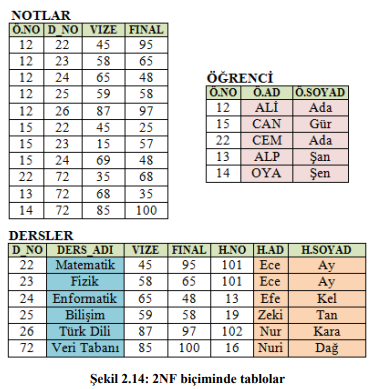 NOTLAR
Ö.NO D_NO VİZE FINAL
12 22 45 95
12 23 58 65
12 24 65 48
12 25 59 58
12 26 87 97
15 22 45 25
15 23 15 57
15 24 69 48
22 72 35 68
13 72 68 35
14 72 85 100
ÖĞRENCİ
Ö.NO Ö.AD Ö.SOYAD
12 ALİ Ada
15 CAN Gür
22 CEM Ada
13 ALP Şan
14 OYA Şen
DERSLER
D_NO DERS_ADI VİZE FINAL H.NO H.AD H.SOYAD
22 Matematik 45 95 101 Ece Ay
23 Fizik 58 65 101 Ece Ay
24 Enformatik 65 48 13 Efe Kel
25 Bilişim 59 58 19 Zeki Tan
26 Türk Dili 87 97 102 Nur Kara
72 Veri Tabanı 85 100 16 Nuri Dağ
Şekil 2.14: 2NF biçiminde tablolar